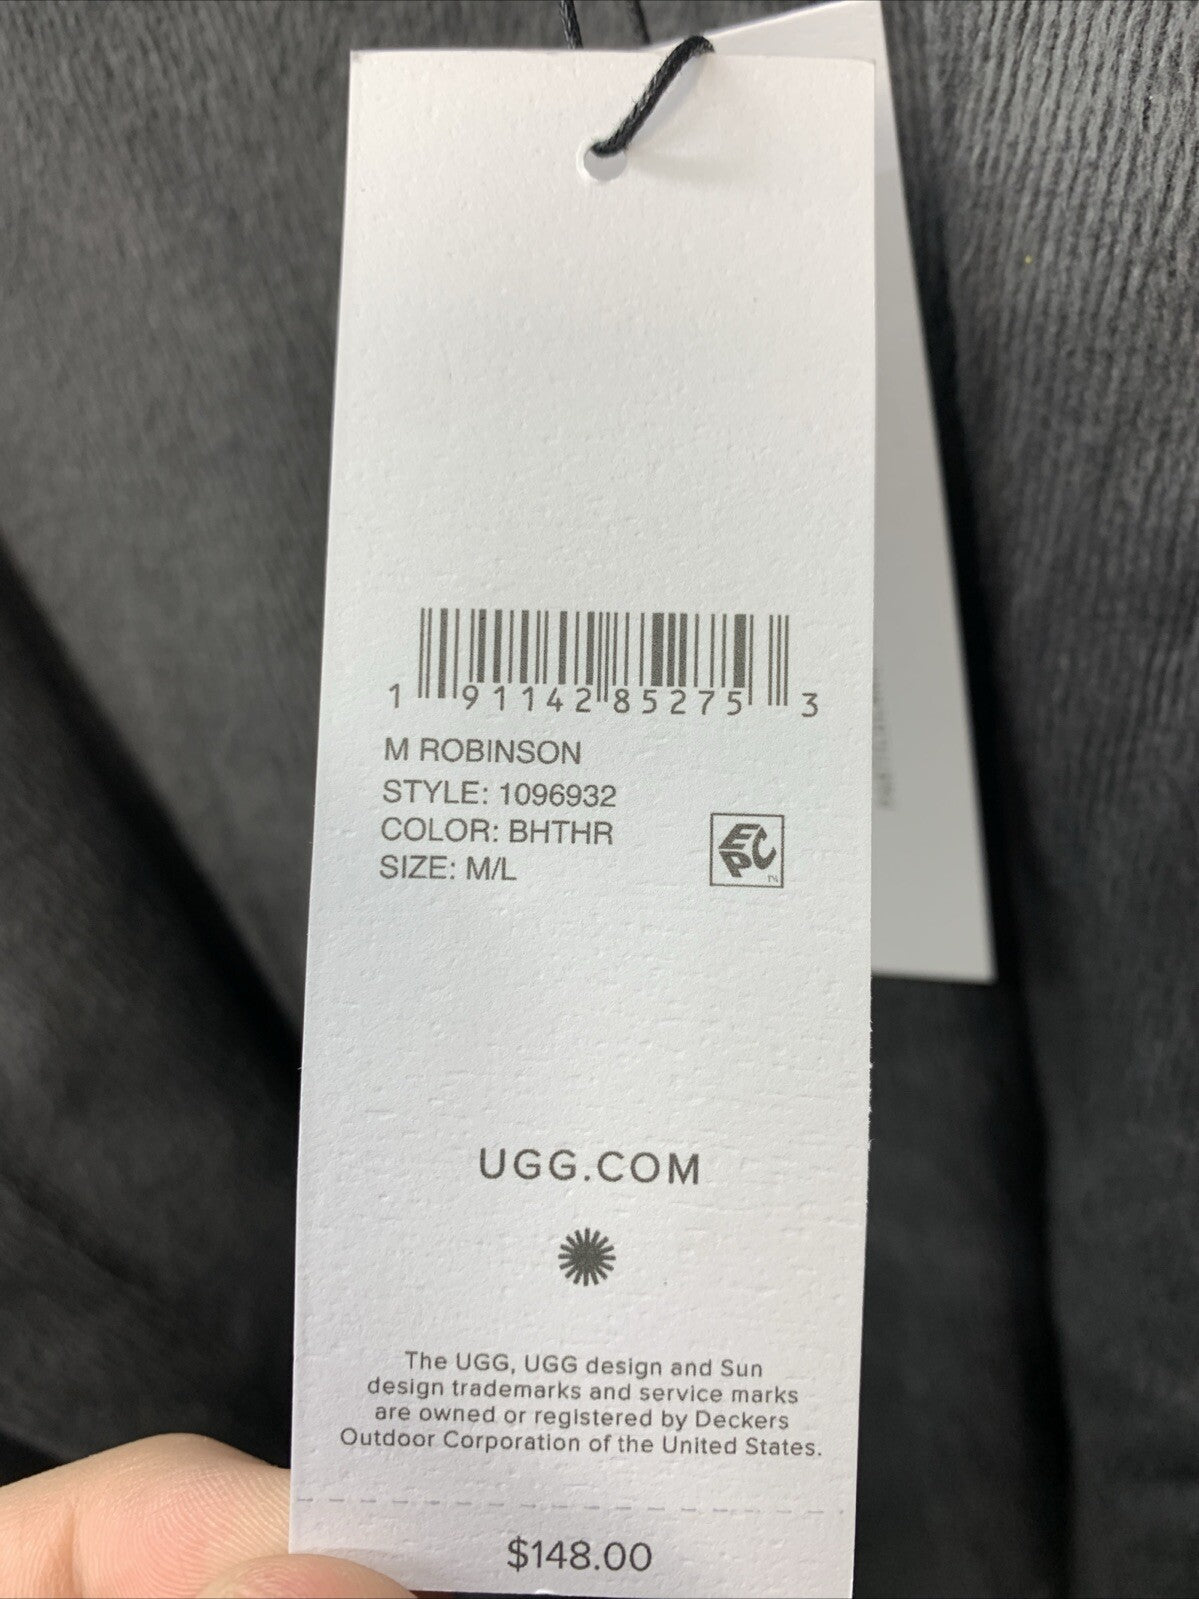 1 91142 85275 3
M ROBINSON
STYLE: 1096932
COLOR: BHTHR
SIZE: M/L
EPC
TM
UGG.COM
The UGG, UGG design and Sun
design trademarks and service marks
are owned or registered by Deckers
Outdoor Corporation of the United States.
$148.00